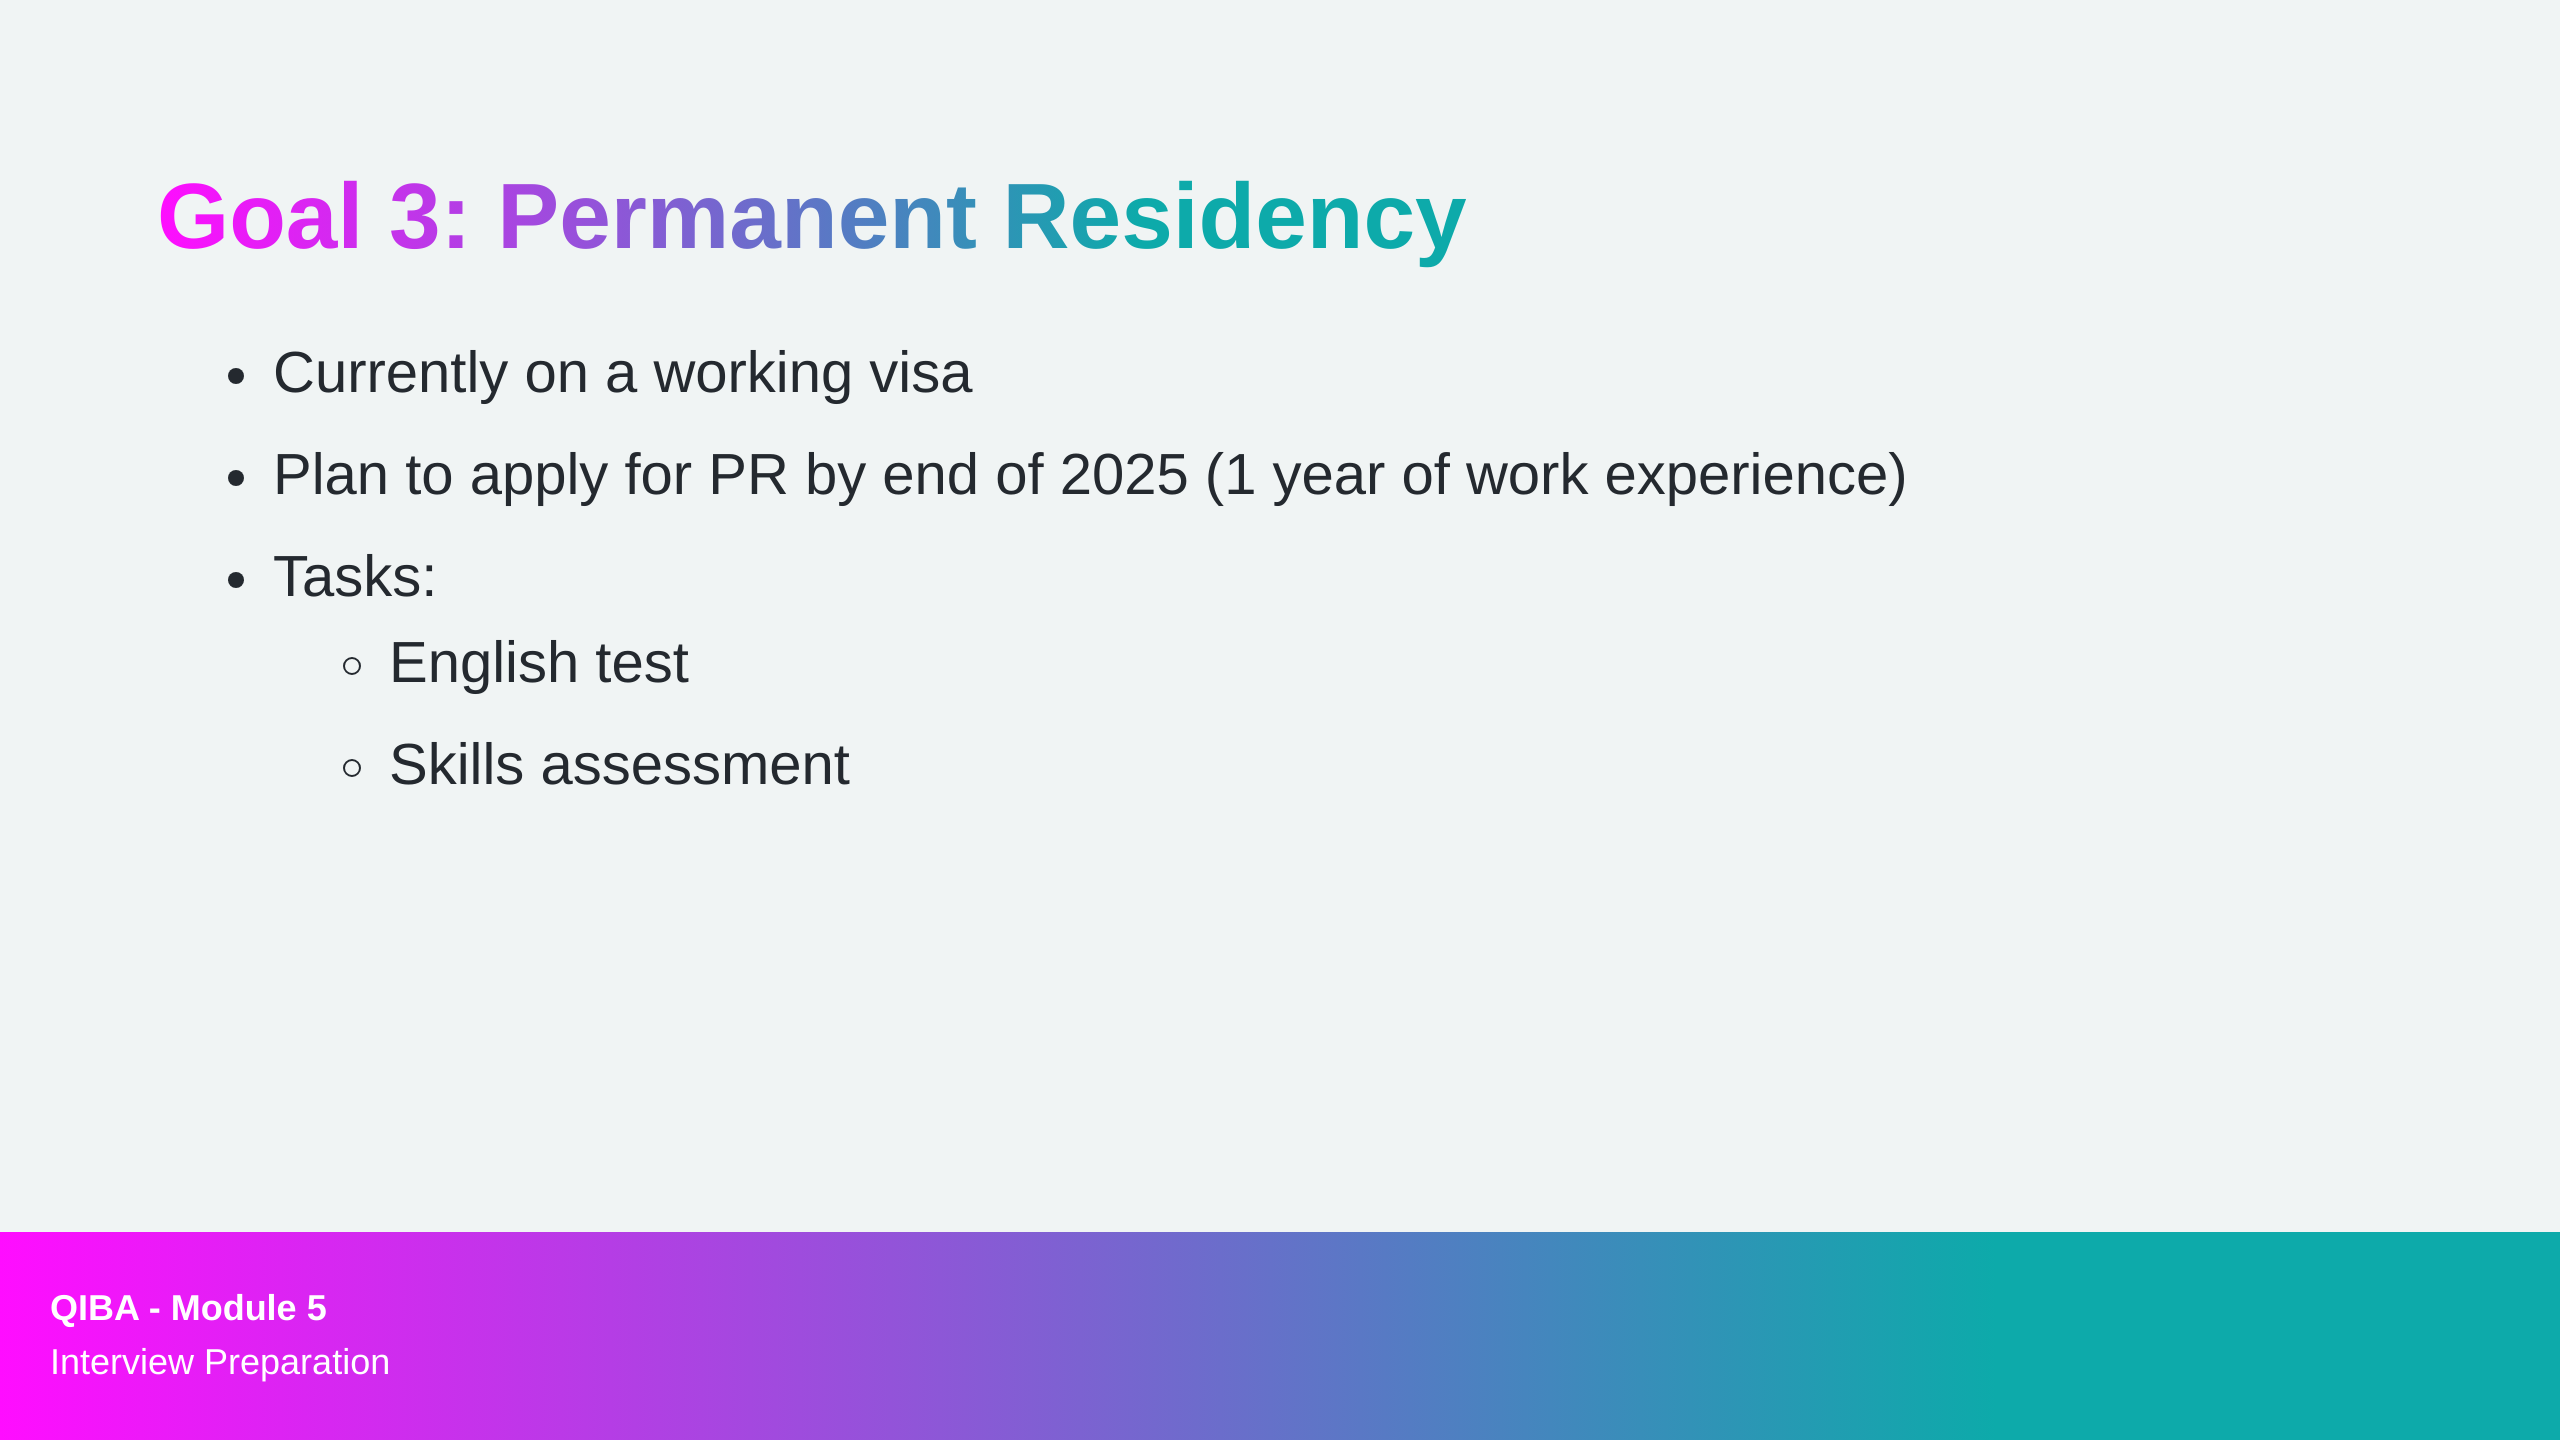 Goal 3: Permanent Residency
• Currently on a working visa
• Plan to apply for PR by end of 2025 (1 year of work experience)
• Tasks:
◦ English test
◦ Skills assessment
QIBA - Module 5
Interview Preparation